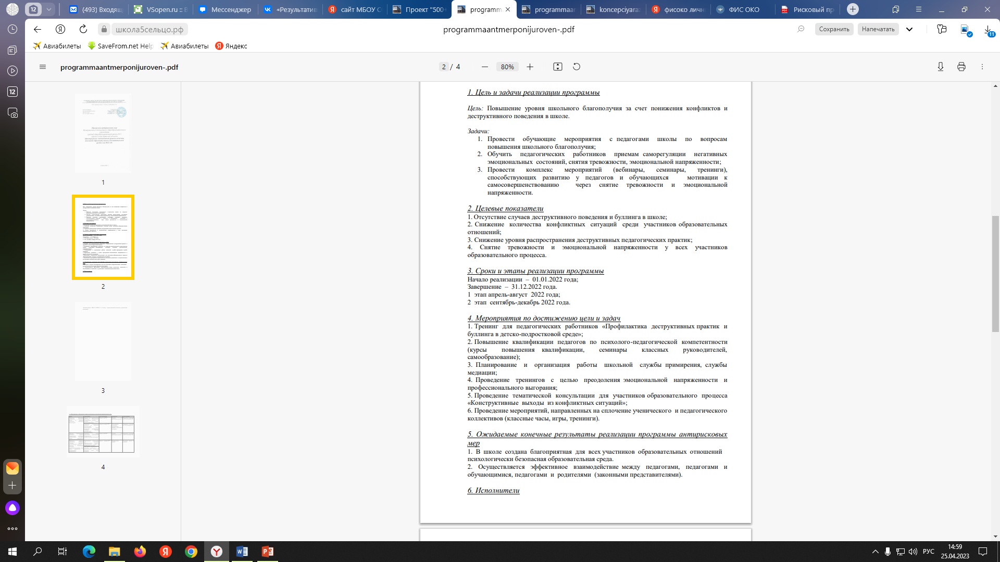 (493) Входящ
VSopen.ru :: В
Мессенджер
«Результатив
сайт МБОУ С
Проект "500+
programm
programmaar
koncepciyaraz
фисоко личн
ФИС ОКО
Рисковый пр
школа5сельцо.рф
programmaantmerponijuroven-.pdf
Сохранить
Напечатать
11
Авиабилеты
SaveFrom.net Help
Авиабилеты
Яндекс
programmaantmerponijuroven-.pdf
2 / 4
80%
12
12
1
2
3
4
1. Цель и задачи реализации программы
Цель: Повышение уровня школьного благополучия за счет понижения конфликтов и
деструктивного поведения в школе.
Задачи:
1. Провести обучающие мероприятия с педагогами школы по вопросам
повышения школьного благополучия;
2. Обучить педагогических работников приемам саморегуляции негативных
эмоциональных состояний, снятия тревожности, эмоциональной напряженности;
3. Провести комплекс мероприятий (вебинары, семинары, тренинги),
способствующих развитию у педагогов и обучающихся мотивации к
самосовершенствованию через снятие тревожности и эмоциональной
напряженности.
2. Целевые показатели
1. Отсутствие случаев деструктивного поведения и буллинга в школе;
2. Снижение количества конфликтных ситуаций среди участников образовательных
отношений;
3. Снижение уровня распространения деструктивных педагогических практик;
4. Снятие тревожности и эмоциональной напряженности у всех участников
образовательного процесса.
3. Сроки и этапы реализации программы
Начало реализации – 01.01.2022 года;
Завершение – 31.12.2022 года.
1 этап апрель-август 2022 года;
2 этап сентябрь-декабрь 2022 года.
4. Мероприятия по достижению цели и задач
1. Тренинг для педагогических работников «Профилактика деструктивных практик и
буллинга в детско-подростковой среде»;
2. Повышение квалификации педагогов по психолого-педагогической компетентности
(курсы повышения квалификации, семинары классных руководителей,
самообразование);
3. Планирование и организация работы школьной службы примирения, службы
медиации;
4. Проведение тренингов с целью преодоления эмоциональной напряженности и
профессионального выгорания;
5. Проведение тематической консультации для участников образовательного процесса
«Конструктивные выходы из конфликтных ситуаций»;
6. Проведение мероприятий, направленных на сплочение ученического и педагогического
коллективов (классные часы, игры, тренинги).
5. Ожидаемые конечные результаты реализации программы антирисковых
мер
1. В школе создана благоприятная для всех участников образовательных отношений
психологически безопасная образовательная среда.
2. Осуществляется эффективное взаимодействие между педагогами, педагогами и
обучающимися, педагогами и родителями (законными представителями).
6. Исполнители
РУС
14:59
25.04.2023